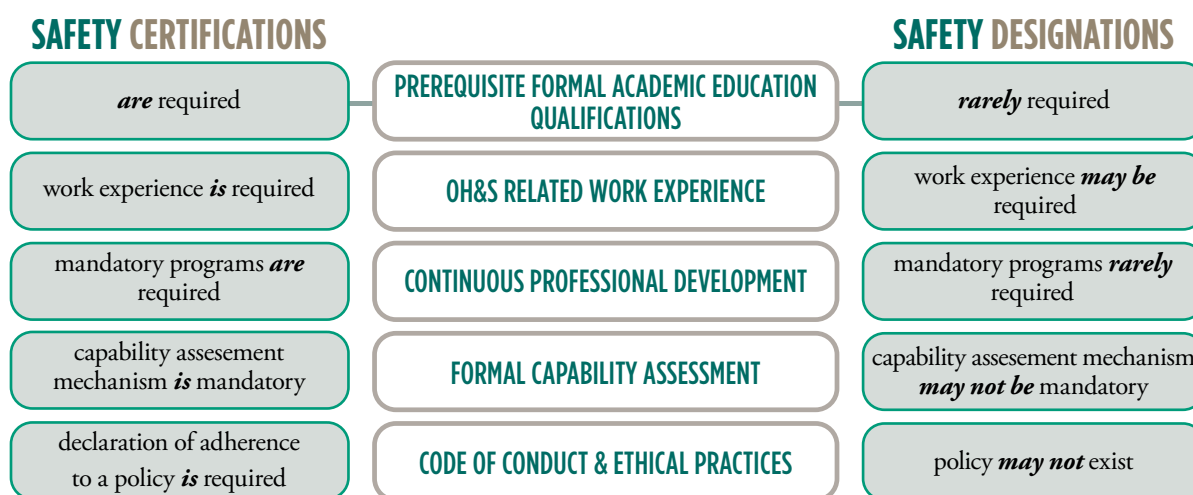 SAFETY CERTIFICATIONS
SAFETY DESIGNATIONS
are required
PREREQUISITE FORMAL ACADEMIC EDUCATION
QUALIFICATIONS
rarely required
work experience is required
OH&S RELATED WORK EXPERIENCE
work experience may be
required
mandatory programs are
required
CONTINUOUS PROFESSIONAL DEVELOPMENT
mandatory programs rarely
required
capability assesement
mechanism is mandatory
FORMAL CAPABILITY ASSESSMENT
capability assesement mechanism
may not be mandatory
declaration of adherence
to a policy is required
CODE OF CONDUCT & ETHICAL PRACTICES
policy may not exist